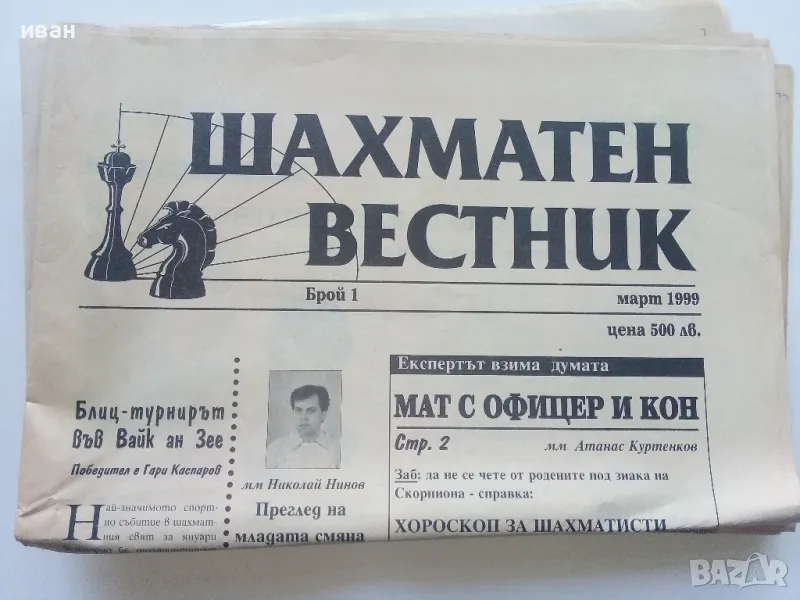 иван
ШАХМАТЕН
ВЕСТНИК
Брой 1
март 1999
цена 500 лв.
Блиц-турнирът
във Вайк ан Зее
Победител е Гари Каспаров
Най-значимото спорт-
но събитие в шахмат-
ния свят за януари
мм Николай Нинов
Преглед на
младата смяна
Експертът взима думата
МАТ С ОФИЦЕР И КОН
Стр. 2
мм Атанас Куртенков
Заб: да не се чете от родените под знака на
Скорпиона - справка:
ХОРОСКОП ЗА ШАХМАТИСТИ
BAZAR